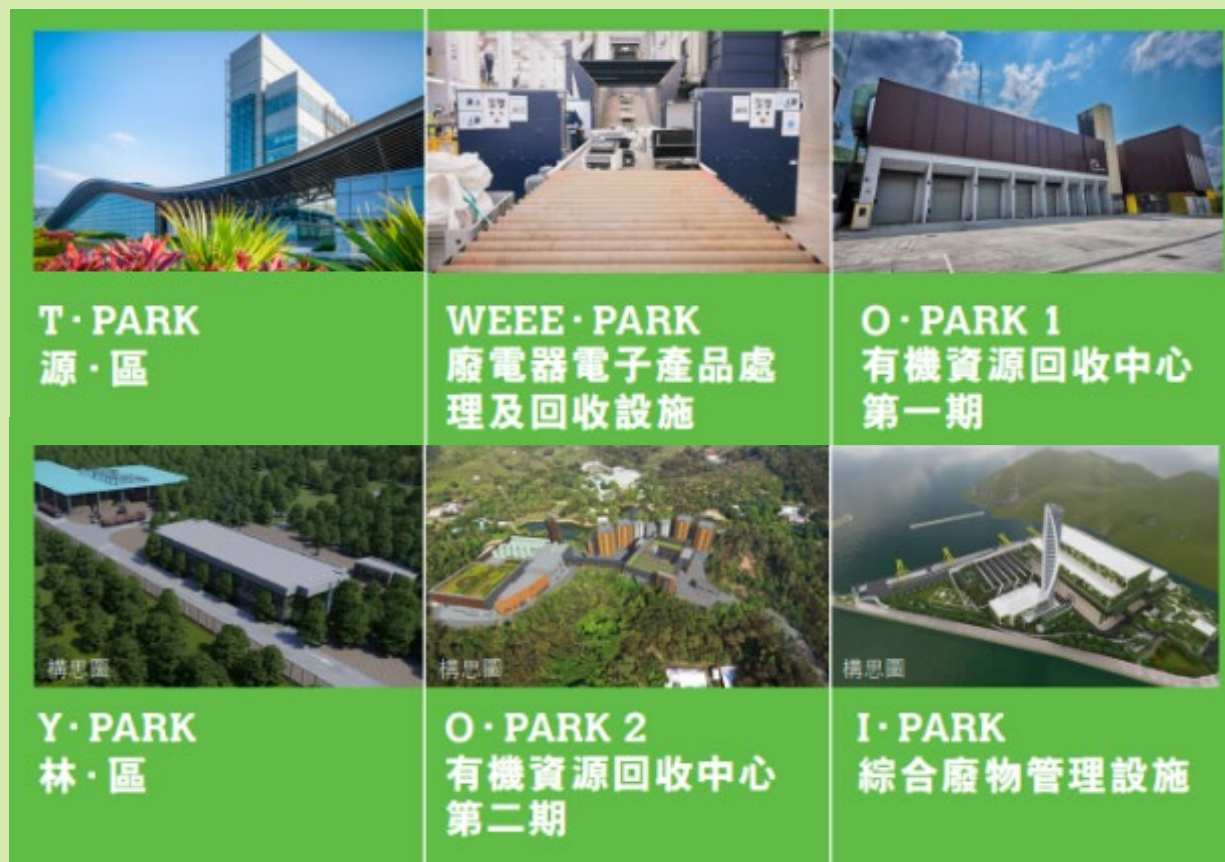 T·PARK
源·區
WEEE·PARK
廢電器電子產品處
理及回收設施
O·PARK 1
有機資源回收中心
第一期
構思圖
Y·PARK
林·區
構思圖
O·PARK 2
有機資源回收中心
第二期
構思圖
I·PARK
綜合廢物管理設施